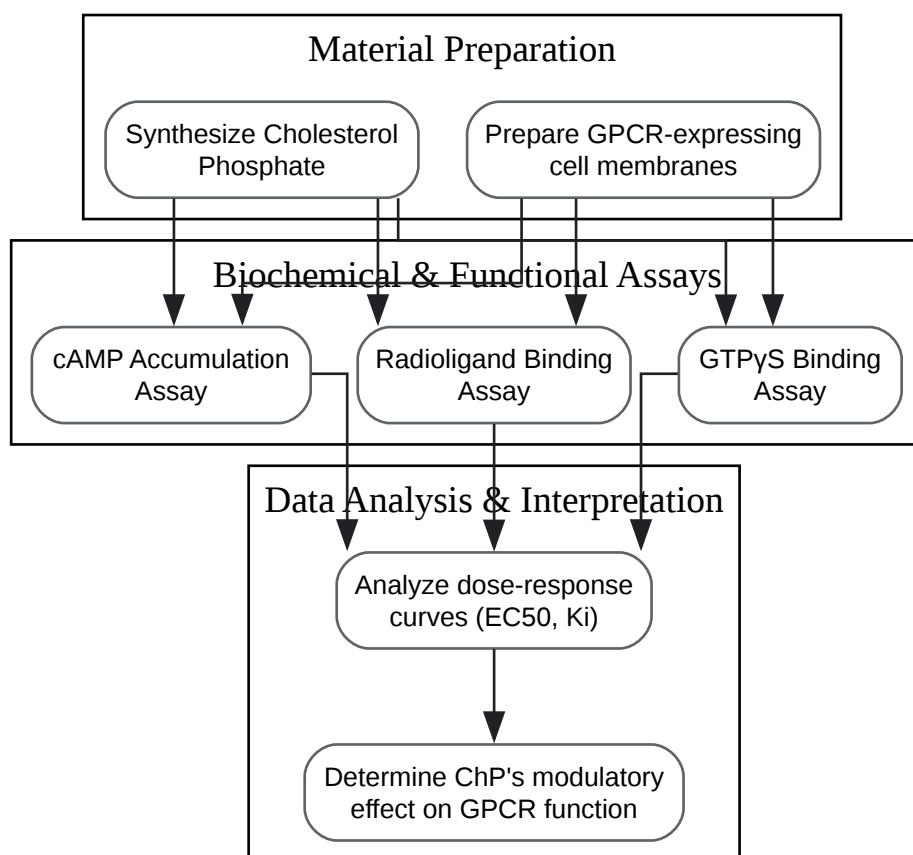 Material Preparation
Synthesize Cholesterol
Phosphate
Prepare GPCR-expressing
cell membranes
Biochemical & Functional Assays
cAMP Accumulation
Assay
Radioligand Binding
Assay
GTPγS Binding
Assay
Data Analysis & Interpretation
Analyze dose-response
curves (EC50, Ki)
Determine ChP's modulatory
effect on GPCR function